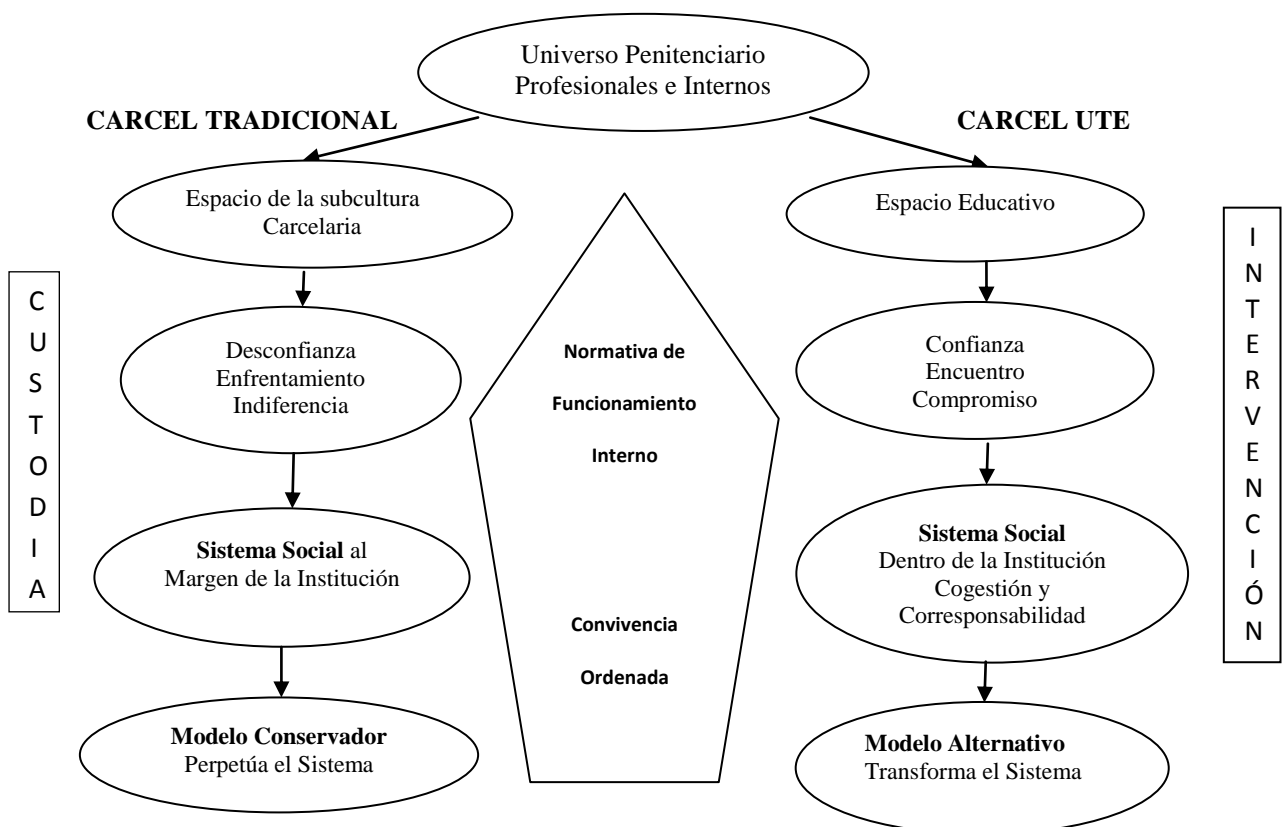 Universo Penitenciario
Profesionales e Internos
CARCEL TRADICIONAL
CARCEL UTE
Espacio de la subcultura
Carcelaria
Espacio Educativo
CUSTODIA
INTERVENCIÓN
Desconfianza
Enfrentamiento
Indiferencia
Normativa de
Funcionamiento
Interno
Confianza
Encuentro
Compromiso
Sistema Social al
Margen de la Institución
Sistema Social
Dentro de la Institución
Cogestión y
Corresponsabilidad
Convivencia
Ordenada
Modelo Conservador
Perpetúa el Sistema
Modelo Alternativo
Transforma el Sistema